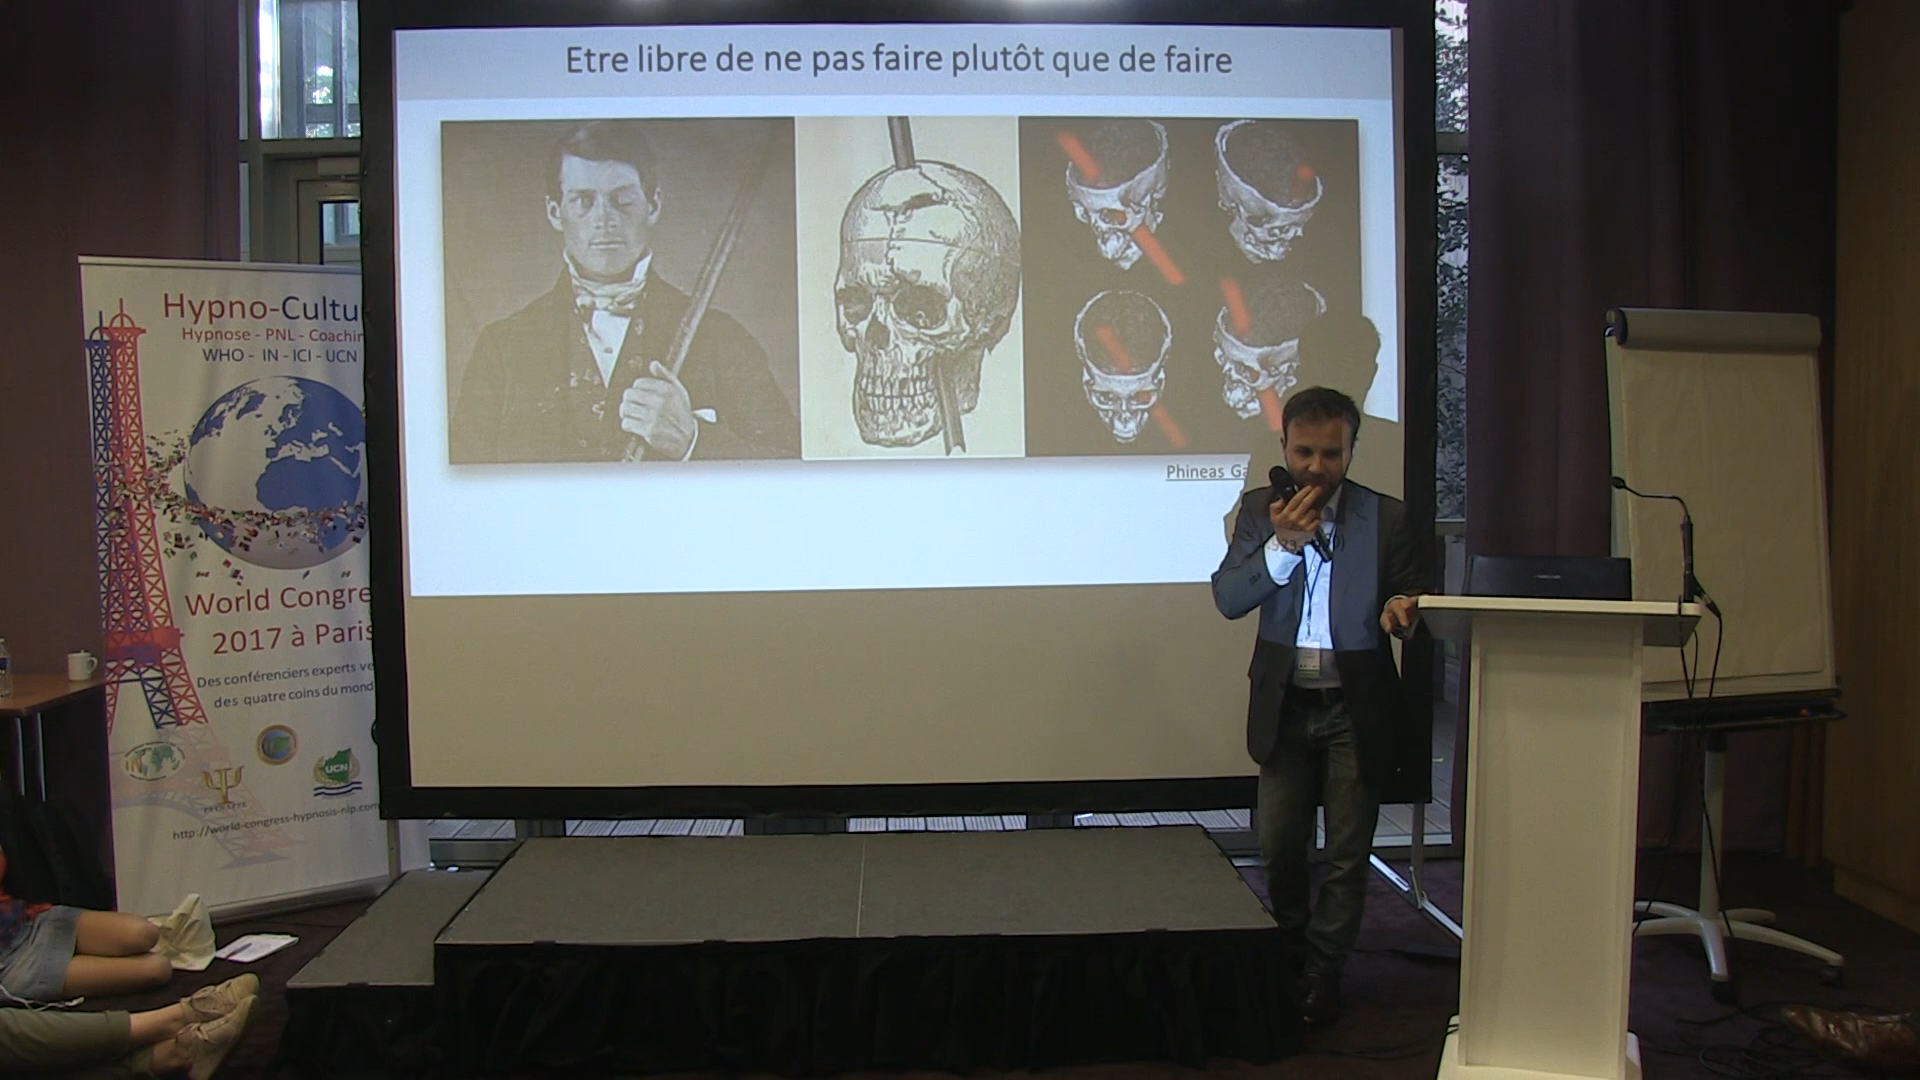 Etre libre de ne pas faire plutôt que de faire
Phineas Ga
Hypno-Cultu
Hypnose - PNL - Coachin
WHO - IN - ICI - UCN
World Congre
2017 à Paris
Des conférenciers experts ve
des quatre coins du mond
UCN
http://world-congress-hypnosis-nlp.com